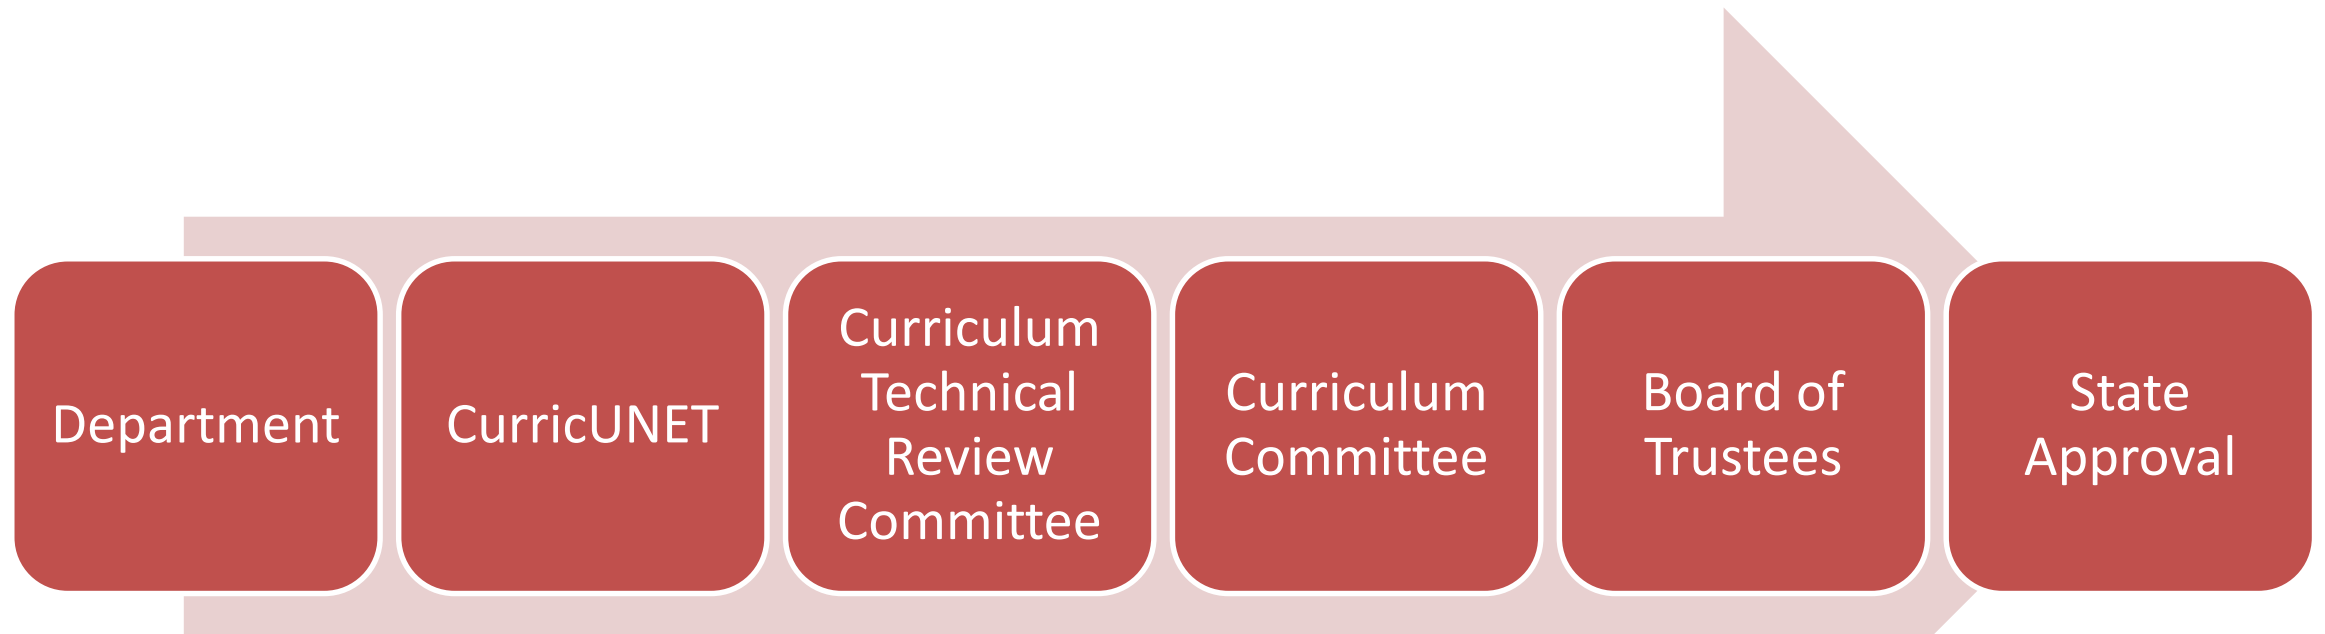 Department
CurricUNET
Curriculum
Technical
Review
Committee
Curriculum
Committee
Board of
Trustees
State
Approval